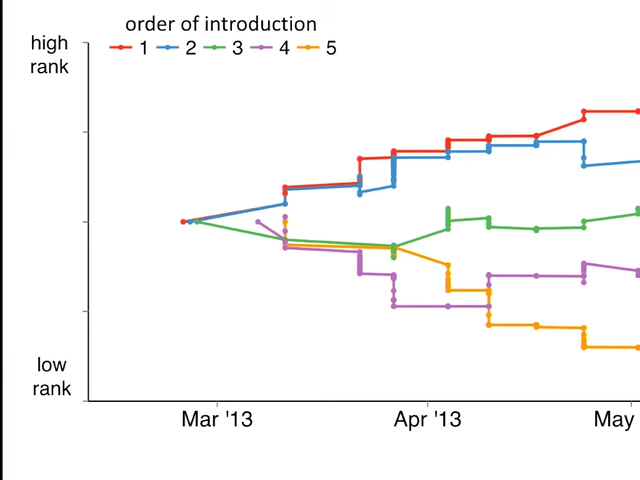 order of introduction
1 2 3 4 5
high
rank
low
rank
Mar '13 Apr '13 May